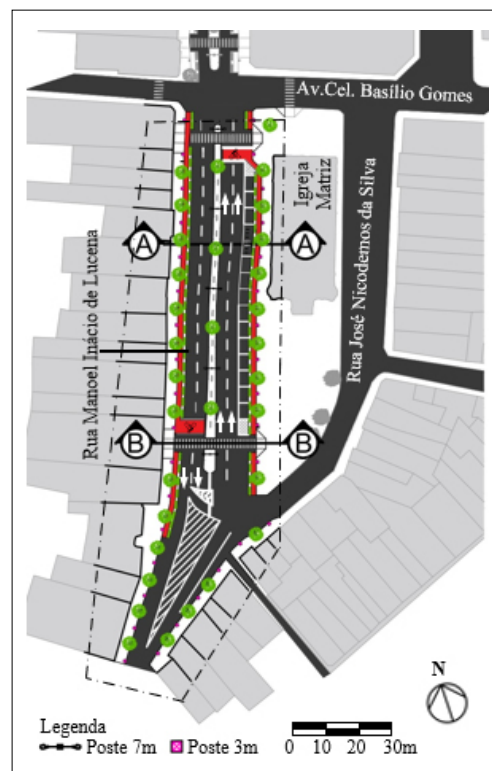 Av.Cel. Basílio Gomes
Igreja
Matriz
A A
Rua José Nicodemos da Silva
Rua Manoel Inácio de Lucena
B B
N
Legenda
Poste 7m Poste 3m
0 10 20 30m